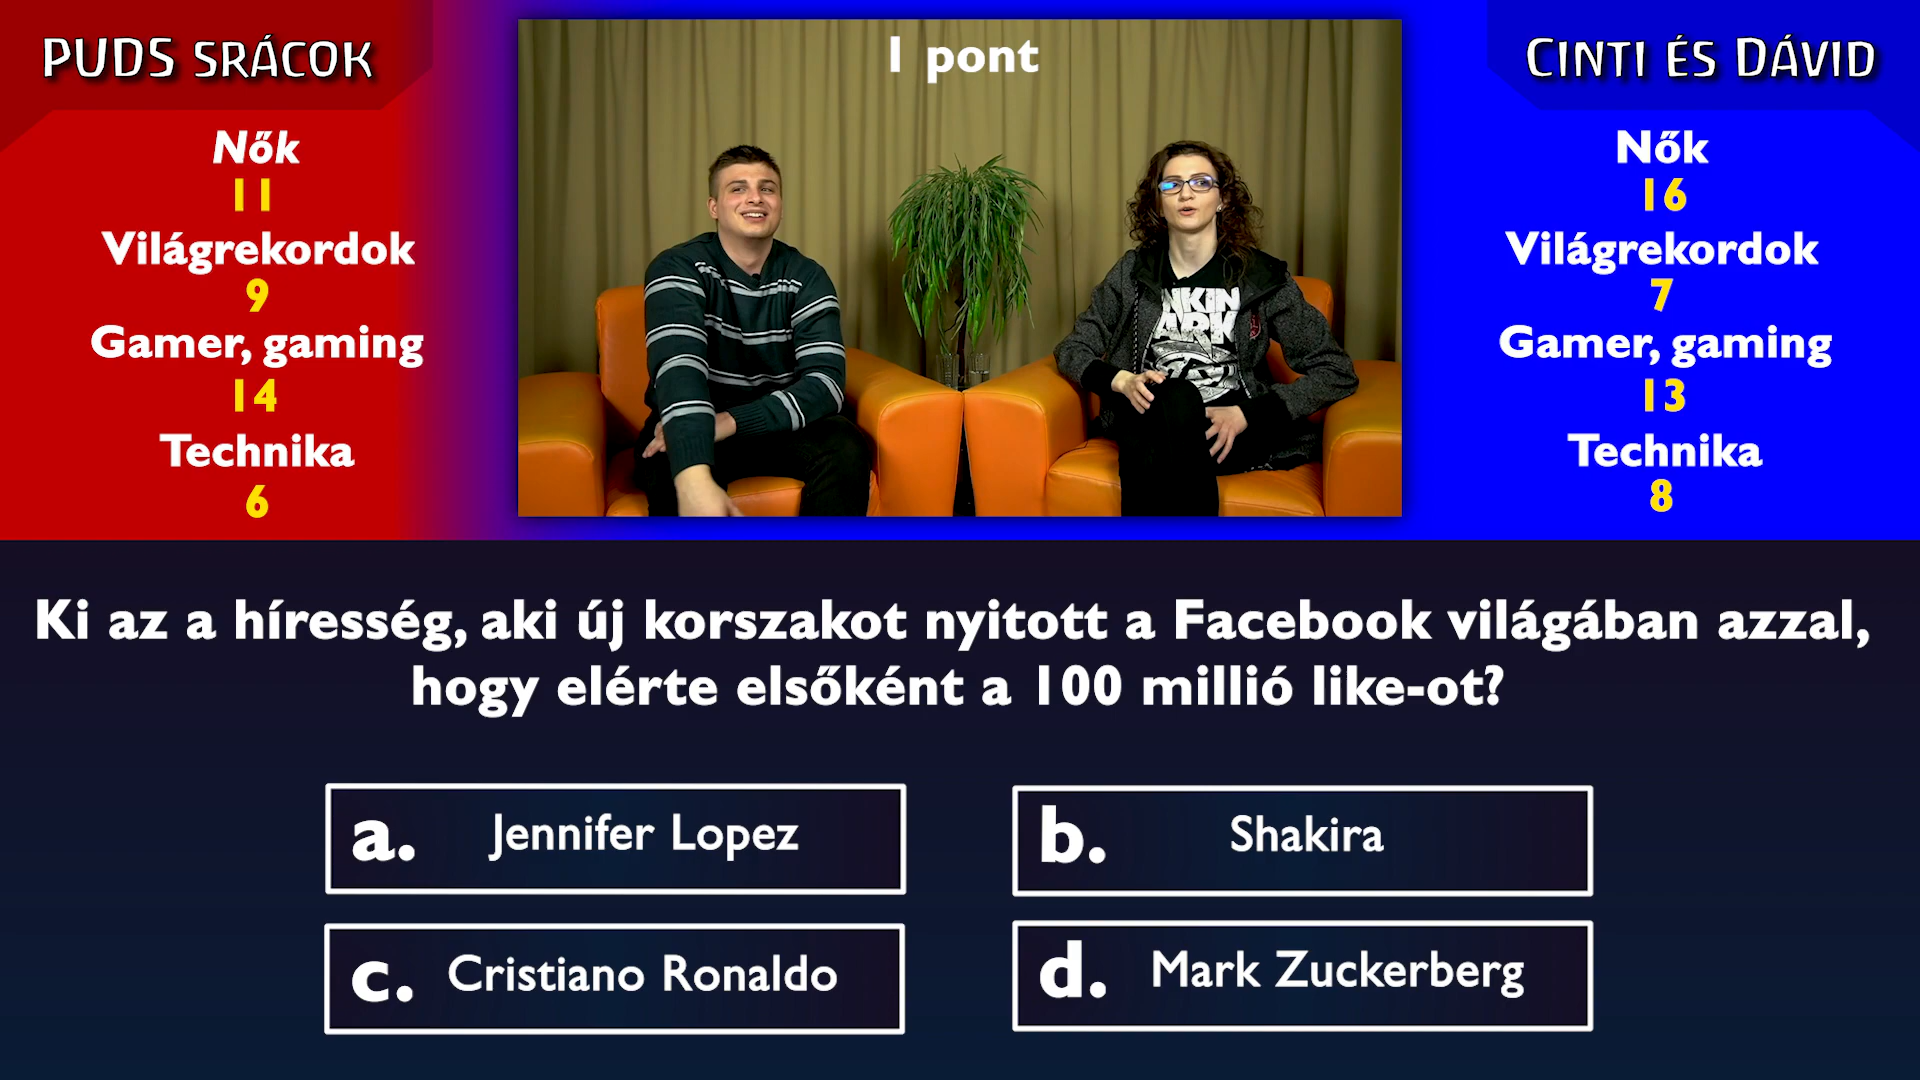 PUDS SRÁCOK
Nők
11
Világrekordok
9
Gamer, gaming
14
Technika
6
1 pont
NKIN
ARK
CINTI ÉS DÁVID
Nők
16
Világrekordok
7
Gamer, gaming
13
Technika
8
Ki az a híresség, aki új korszakot nyitott a Facebook világában azzal,
hogy elérte elsőként a 100 millió like-ot?
a. Jennifer Lopez
b. Shakira
c. Cristiano Ronaldo
d. Mark Zuckerberg